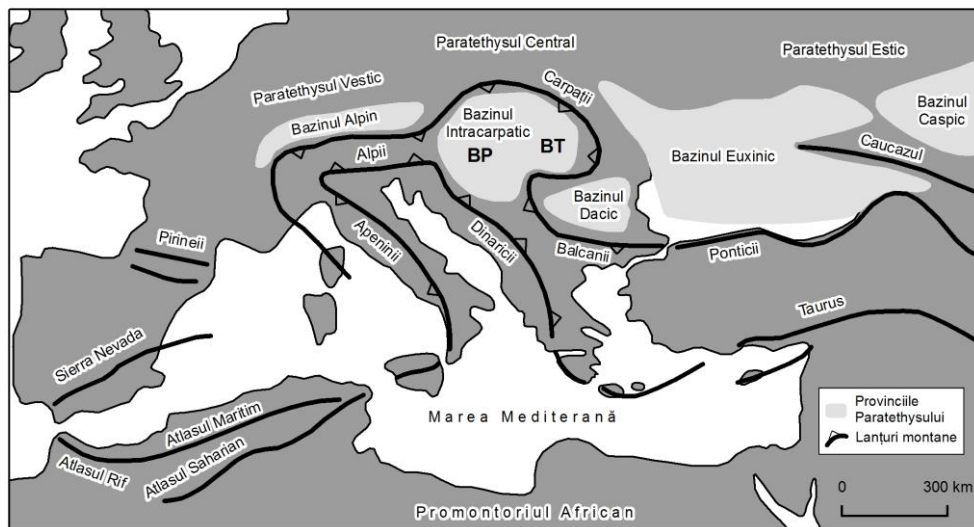 Paratethysul Central
Paratethysul Estic
Paratethysul Vestic
Carpații
Bazinul
Caspic
Bazinul Alpin
Bazinul
Intracarpatic
BP
BT
Caucazul
Alpii
Bazinul Euxinic
Bazinul
Dacic
Apeninii
Dinaricii
Balcanii
Ponticii
Pirineii
Taurus
Sierra Nevada
Marea Mediterană
Atlasul Maritim
Atlasul Rif
Atlasul Saharian
Promontoriul African
Provinciile
Paratethysului
Lanțuri montane
0 300 km